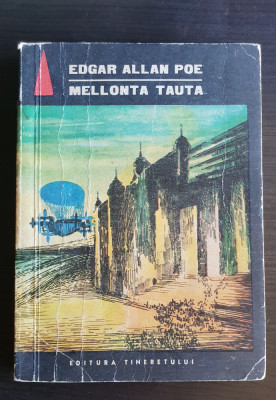 EDGAR ALLAN POE
MELLONTA TAUTA
EDITURA TINERETULUI